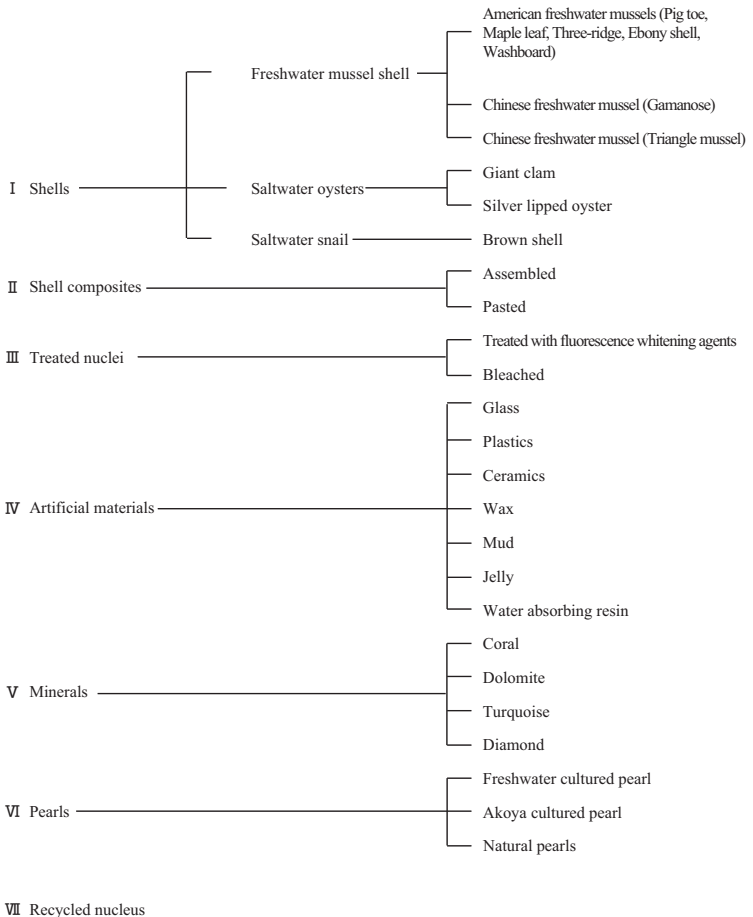 American freshwater mussels (Pig toe,
Maple leaf, Three-ridge, Ebony shell,
Washboard)
Freshwater mussel shell
Chinese freshwater mussel (Gamanose)
Chinese freshwater mussel (Triangle mussel)
Giant clam
Ⅰ Shells
Saltwater oysters
Silver lipped oyster
Saltwater snail
Brown shell
Assembled
Ⅱ Shell composites
Pasted
Treated with fluorescence whitening agents
Ⅲ Treated nuclei
Bleached
Glass
Plastics
Ceramics
Ⅳ Artificial materials
Wax
Mud
Jelly
Water absorbing resin
Coral
Dolomite
Ⅴ Minerals
Turquoise
Diamond
Freshwater cultured pearl
Ⅵ Pearls
Akoya cultured pearl
Natural pearls
Ⅶ Recycled nucleus